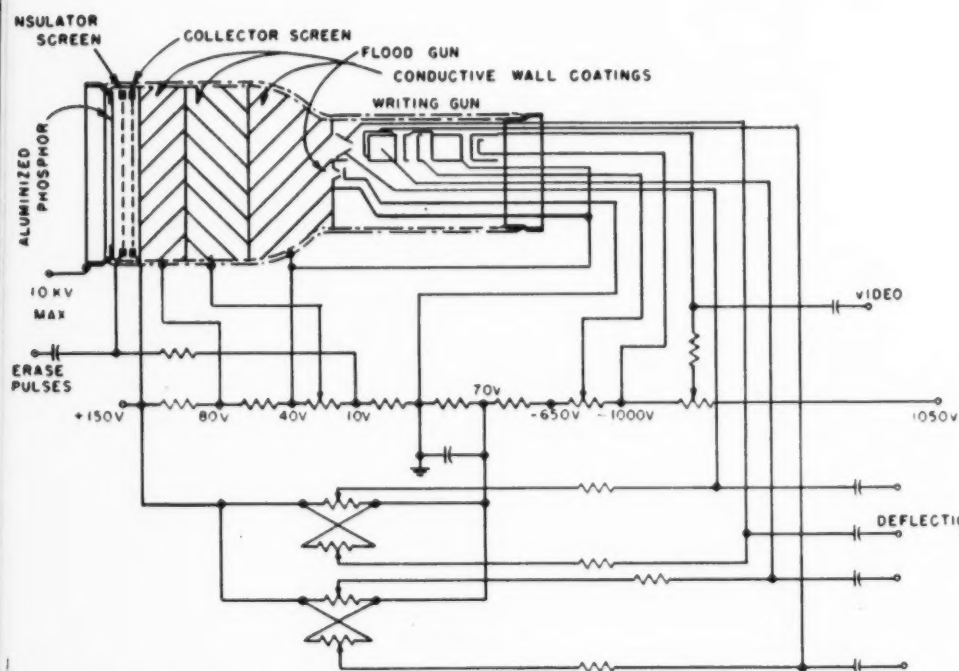 NSULATOR
SCREEN
COLLECTOR SCREEN
FLOOD GUN
CONDUCTIVE WALL COATINGS
WRITING GUN
ALUMINIZED
PHOSPHOR
10 KV
MAX
VIDEO
ERASE
PULSES
+150V
80V
40V
10V
70V
-650V
-1000V
1050V
DEFLECTIO